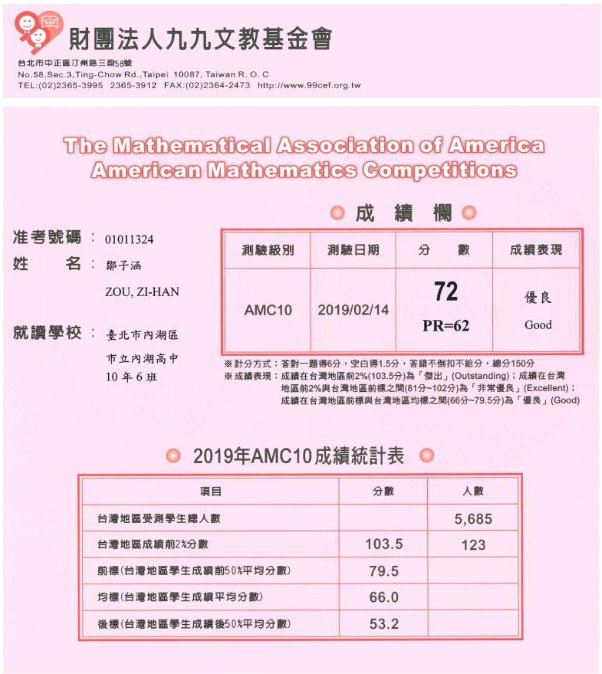 財團法人九九文教基金會
台北市中正區汀州路三段58號
No.58,Sec.3,Ting-Chow Rd.,Taipei 10087, Taiwan R. O. C
TEL:(02)2365-3995 2365-3912 FAX:(02)2364-2473 http://www.99cef.org.tw
The Mathematical Association of America
American Mathematics Competitions
准考號碼：01011324
姓 名：鄒子涵
ZOU, ZI-HAN
就讀學校：臺北市內湖區
市立內湖高中
10 年 6 班
成 績 欄
測驗級別 測驗日期 分 數 成績表現
AMC10 2019/02/14 72 PR=62 優良 Good
※計分方式：答對一題得6分，空白得1.5分，答錯不倒扣不給分，總分150分
※成績表現：成績在台灣地區前2%(103.5分)為「傑出」(Outstanding)；成績在台灣
地區前2%與台灣地區前標之間(81分~102分)為「非常優良」(Excellent)；
成績在台灣地區前標與台灣地區均標之間(66分~79.5分)為「優良」(Good)
2019年AMC10成績統計表
項目 分數 人數
台灣地區受測學生總人數 5,685
台灣地區成績前2%分數 103.5 123
前標(台灣地區學生成績前50%平均分數) 79.5
均標(台灣地區學生成績平均分數) 66.0
後標(台灣地區學生成績後50%平均分數) 53.2